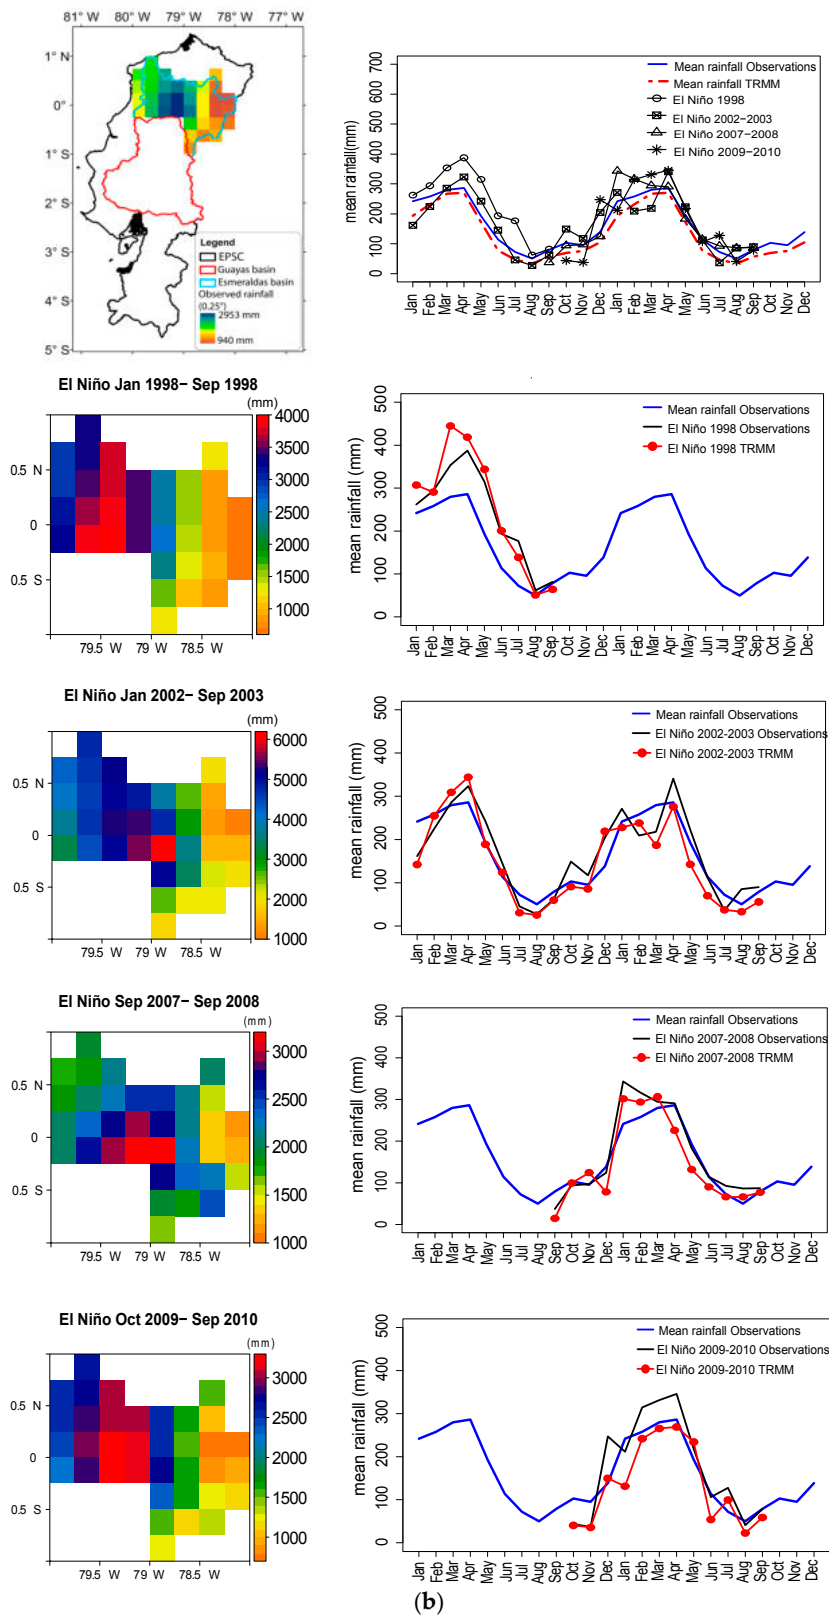 81° W 80° W 79° W 78° W 77° W
1° N
0°
1° S
2° S
3° S
4° S
5° S
Legend
EPSC
Guayas basin
Esmeraldas basin
Observed rainfall
(0.25°)
2953 mm
940 mm
mean rainfall(mm)
700
600
500
400
300
200
100
0
Mean rainfall Observations
Mean rainfall TRMM
El Niño 1998
El Niño 2002−2003
El Niño 2007−2008
El Niño 2009−2010
Jan Feb Mar Apr May Jun Jul Aug Sep Oct Nov Dec Jan Feb Mar Apr May Jun Jul Aug Sep Oct Nov Dec
El Niño Jan 1998− Sep 1998
(mm)
4000
3500
3000
2500
2000
1500
1000
0.5 N
0
0.5 S
79.5 W 79 W 78.5 W
mean rainfall (mm)
500
400
300
200
100
0
Mean rainfall Observations
El Niño 1998 Observations
El Niño 1998 TRMM
Jan Feb Mar Apr May Jun Jul Aug Sep Oct Nov Dec Jan Feb Mar Apr May Jun Jul Aug Sep Oct Nov Dec
El Niño Jan 2002− Sep 2003
(mm)
6000
5000
4000
3000
2000
1000
0.5 N
0
0.5 S
79.5 W 79 W 78.5 W
mean rainfall (mm)
500
400
300
200
100
0
Mean rainfall Observations
El Niño 2002-2003 Observations
El Niño 2002-2003 TRMM
Jan Feb Mar Apr May Jun Jul Aug Sep Oct Nov Dec Jan Feb Mar Apr May Jun Jul Aug Sep Oct Nov Dec
El Niño Sep 2007− Sep 2008
(mm)
3000
2500
2000
1500
1000
0.5 N
0
0.5 S
79.5 W 79 W 78.5 W
mean rainfall (mm)
500
400
300
200
100
0
Mean rainfall Observations
El Niño 2007-2008 Observations
El Niño 2007-2008 TRMM
Jan Feb Mar Apr May Jun Jul Aug Sep Oct Nov Dec Jan Feb Mar Apr May Jun Jul Aug Sep Oct Nov Dec
El Niño Oct 2009− Sep 2010
(mm)
3000
2500
2000
1500
1000
0.5 N
0
0.5 S
79.5 W 79 W 78.5 W
mean rainfall (mm)
500
400
300
200
100
0
Mean rainfall Observations
El Niño 2009-2010 Observations
El Niño 2009-2010 TRMM
Jan Feb Mar Apr May Jun Jul Aug Sep Oct Nov Dec Jan Feb Mar Apr May Jun Jul Aug Sep Oct Nov Dec
(b)